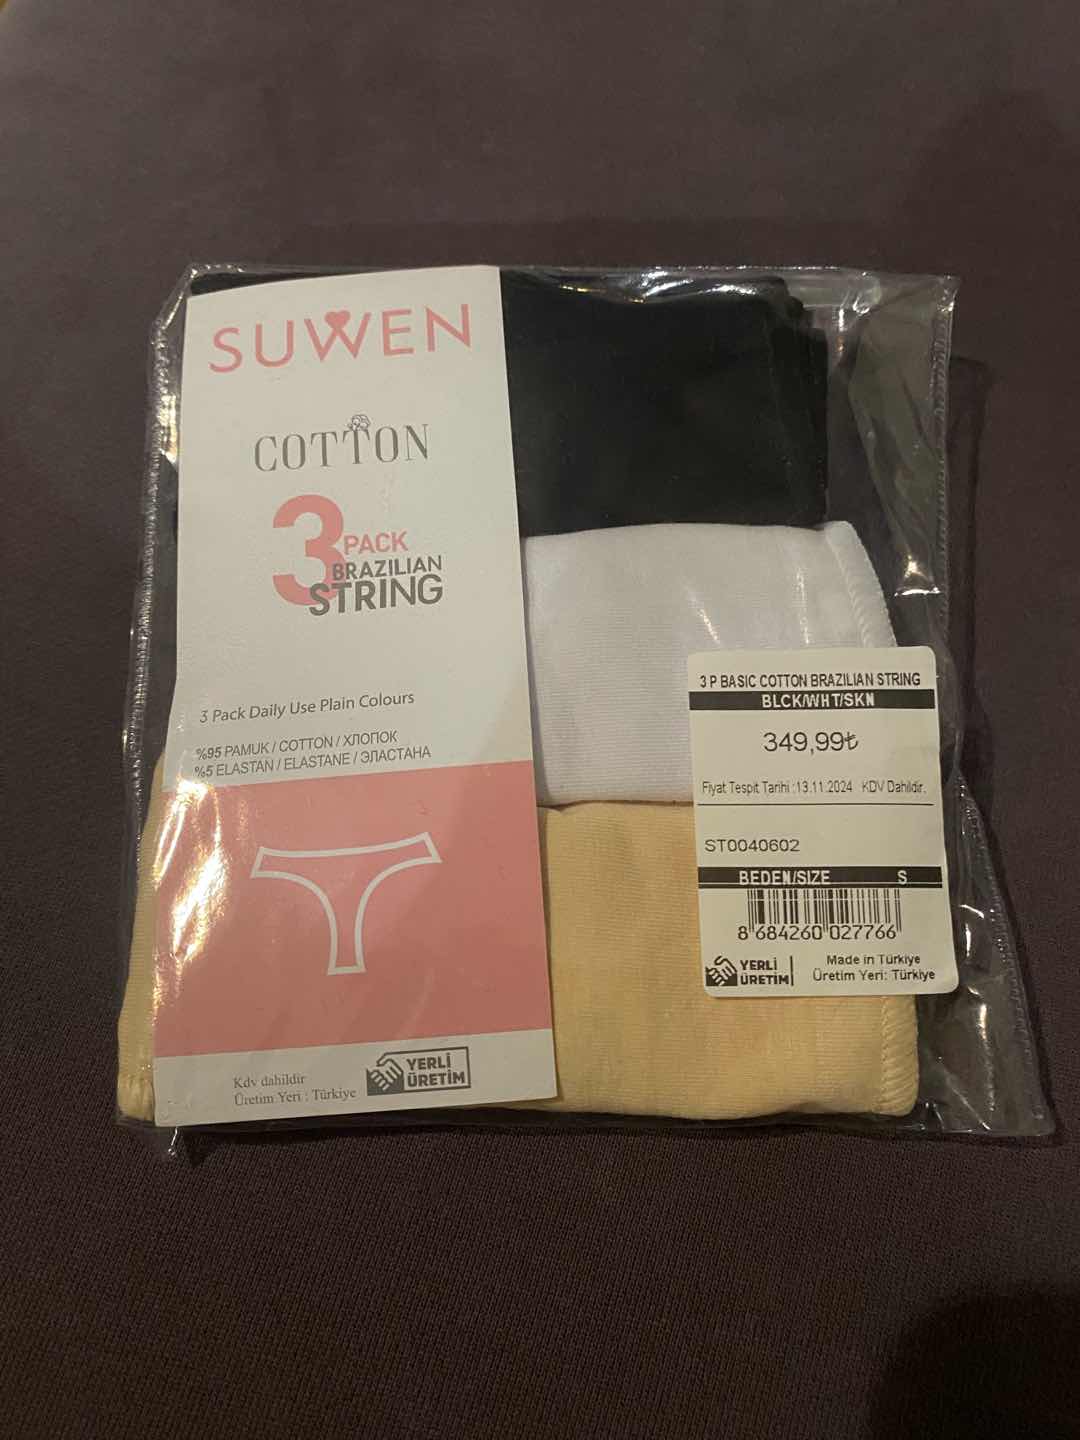 SUWEN
COTTON
3 PACK
BRAZILIAN
STRING
3 Pack Daily Use Plain Colours
%95 PAMUK / COTTON / ХЛОПОК
%5 ELASTAN / ELASTANE / ЭЛАСТАНА
Kdv dahildir
Üretim Yeri : Türkiye
YERLİ
ÜRETİM
3 P BASIC COTTON BRAZILIAN STRING
BLCK/WHT/SKN
349,99₺
Fiyat Tespit Tarihi :13.11.2024 KDV Dahildir.
ST0040602
BEDEN/SIZE S
8 684260 027766
YERLİ
ÜRETİM
Made in Türkiye
Üretim Yeri: Türkiye